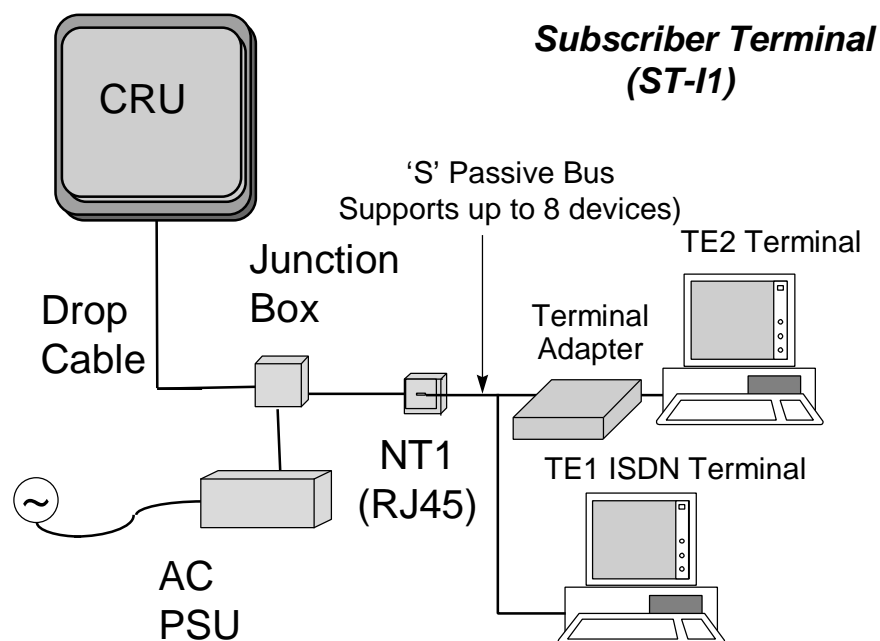 Subscriber Terminal
(ST-I1)
CRU
‘S’ Passive Bus
Supports up to 8 devices)
TE2 Terminal
Junction
Box
Drop
Cable
Terminal
Adapter
NT1
(RJ45)
TE1 ISDN Terminal
~
AC
PSU